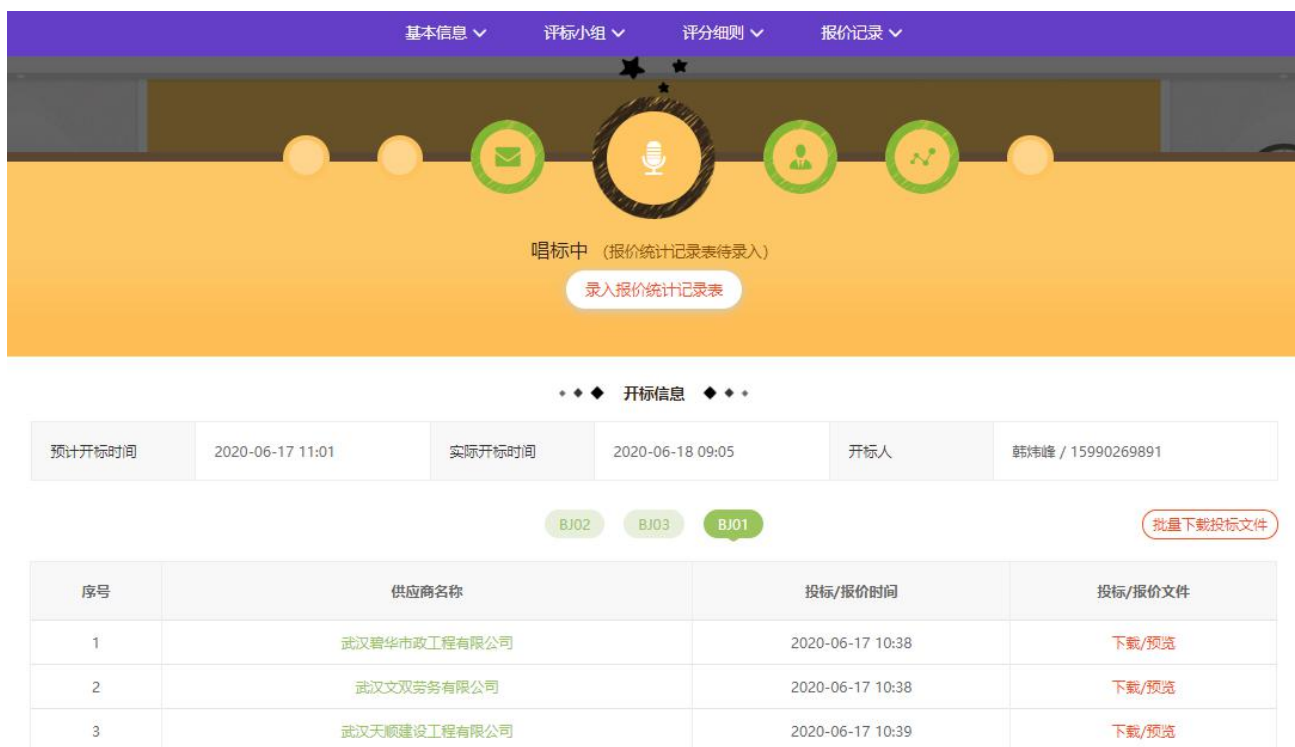 基本信息 评标小组 评分细则 报价记录
唱标中 (报价统计记录表待录入)
录入报价统计记录表
开标信息
预计开标时间 2020-06-17 11:01 实际开标时间 2020-06-18 09:05 开标人 韩炜峰 / 15990269891
BJ02 BJ03 BJ01 批量下载投标文件
序号 供应商名称 投标/报价时间 投标/报价文件
1 武汉碧华市政工程有限公司 2020-06-17 10:38 下载/预览
2 武汉文双劳务有限公司 2020-06-17 10:38 下载/预览
3 武汉天顺建设工程有限公司 2020-06-17 10:39 下载/预览